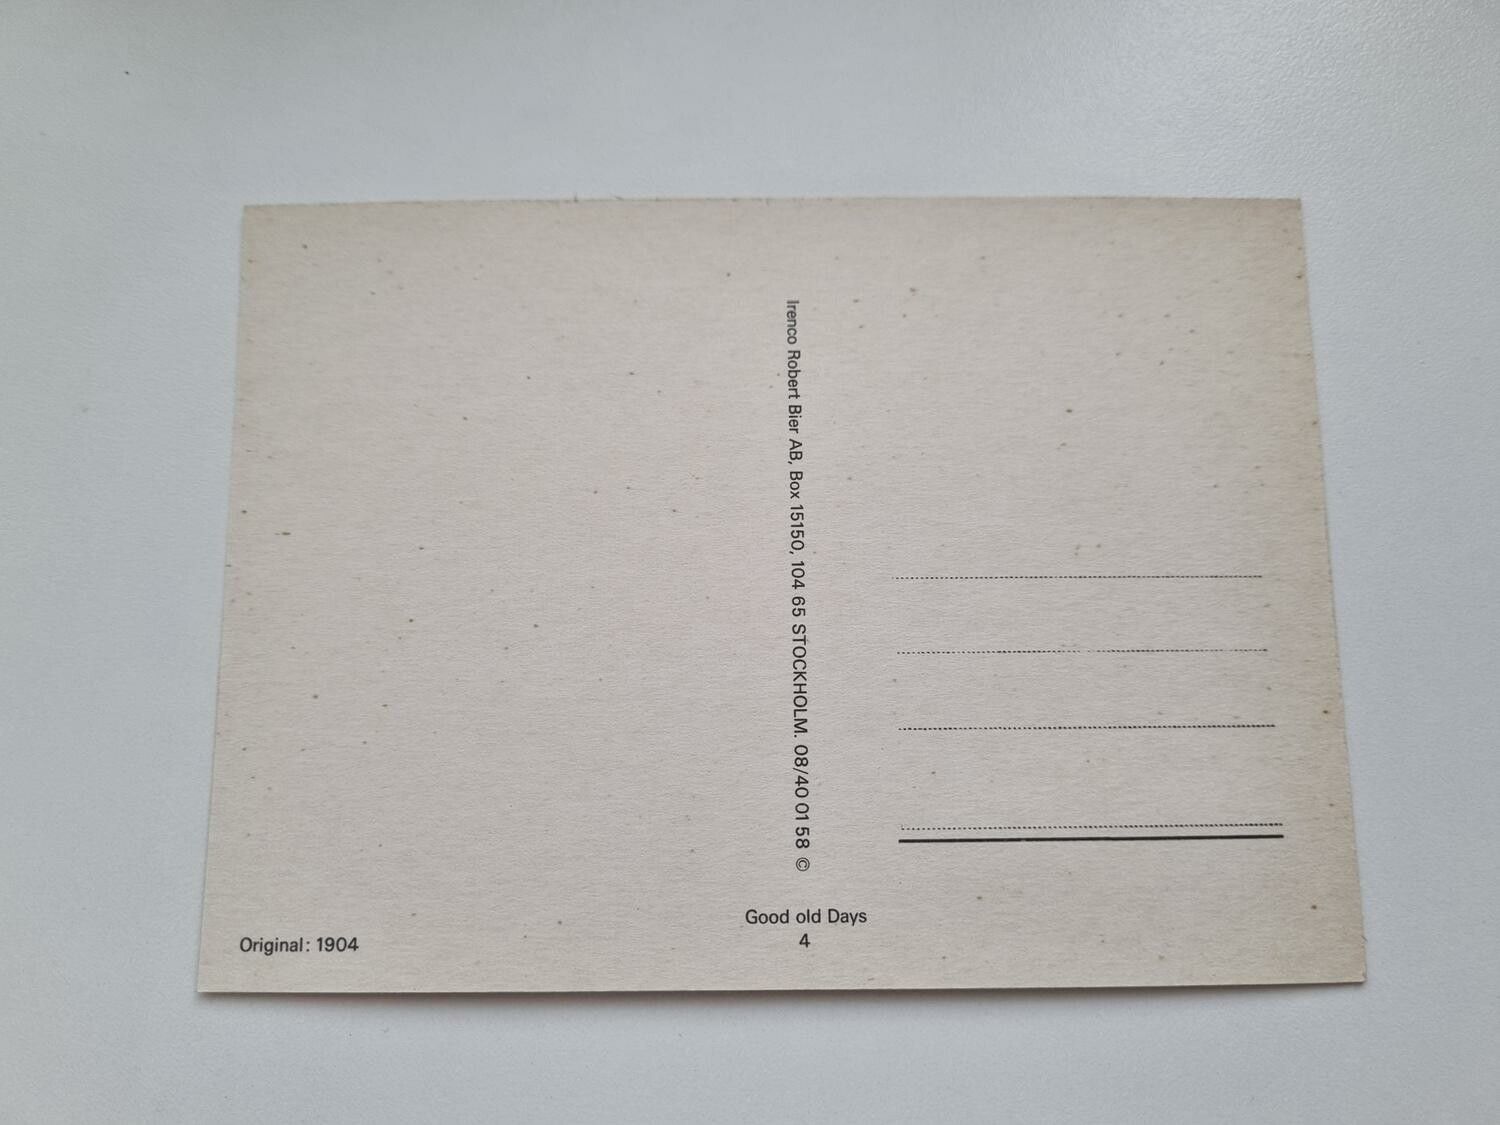 Irenco Robert Bier AB, Box 15150, 104 65 STOCKHOLM. 08/40 01 58 ©
Good old Days
4
Original: 1904